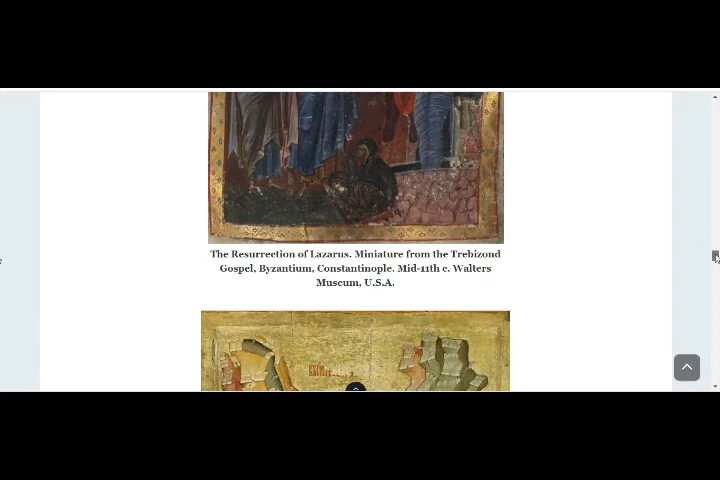 The Resurrection of Lazarus. Miniature from the Trebizond
Gospel, Byzantium, Constantinople. Mid-11th c. Walters
Museum, U.S.A.